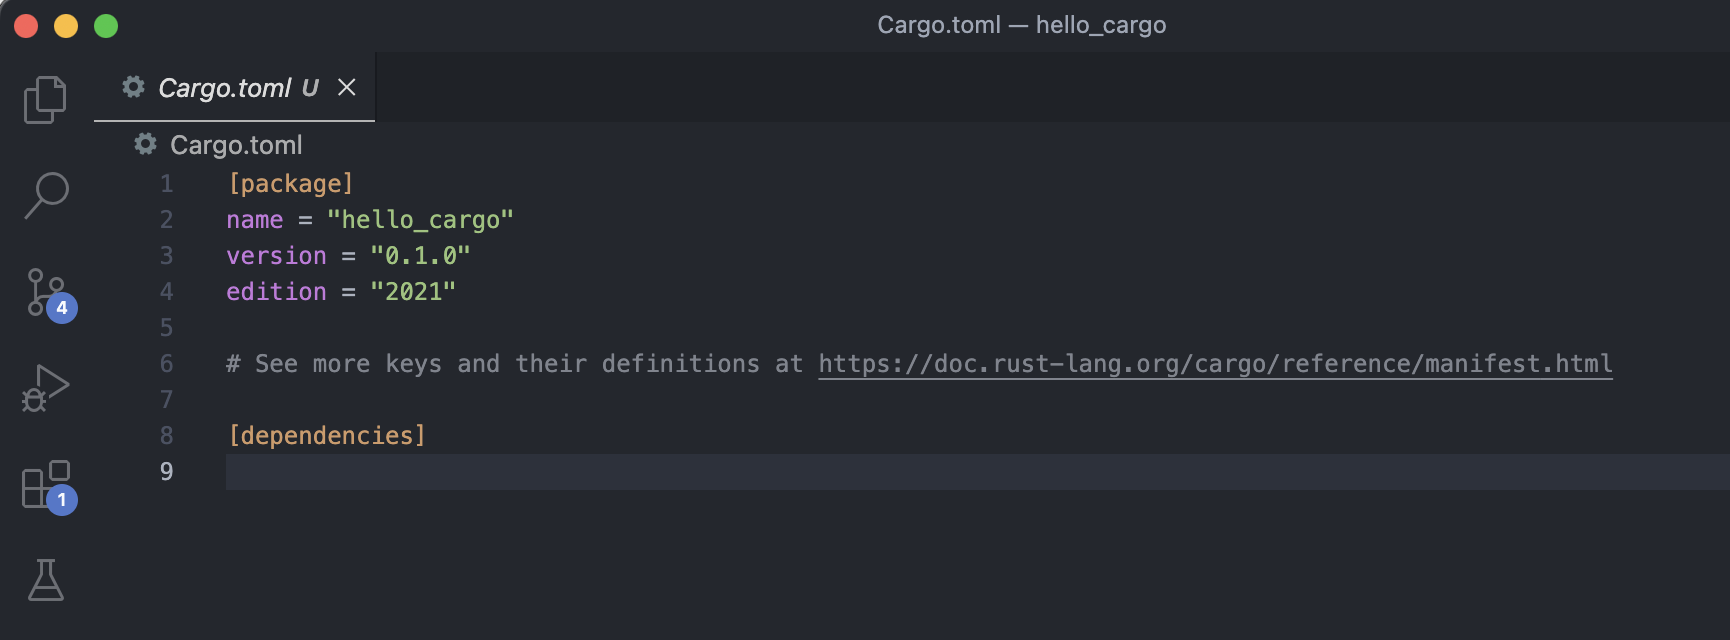 Cargo.toml — hello_cargo
Cargo.toml U
Cargo.toml
1 [package]
2 name = "hello_cargo"
3 version = "0.1.0"
4 edition = "2021"
5
6 # See more keys and their definitions at https://doc.rust-lang.org/cargo/reference/manifest.html
7
8 [dependencies]
9
4
1